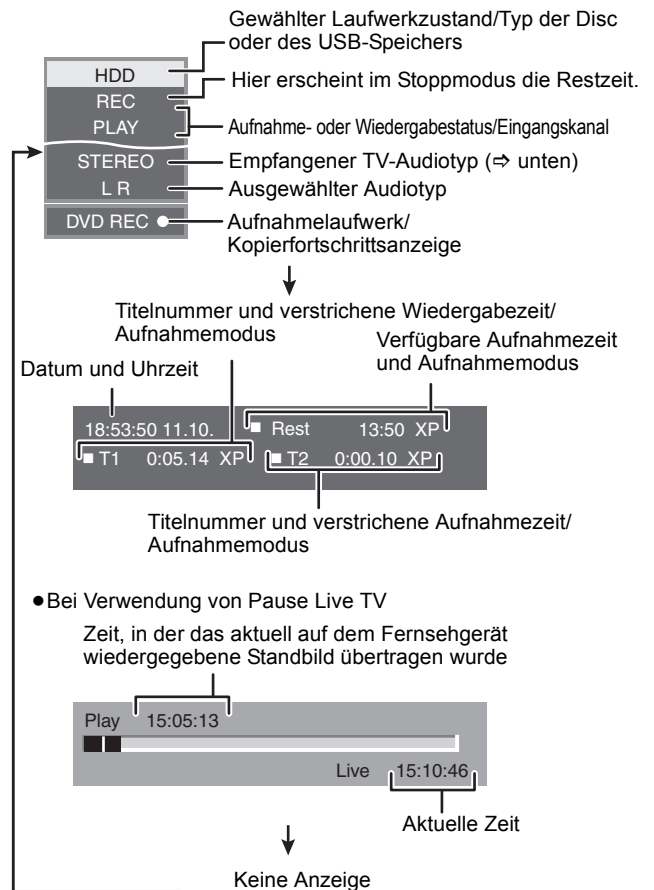 Gewählter Laufwerkzustand/Typ der Disc
oder des USB-Speichers
HDD
Hier erscheint im Stoppmodus die Restzeit.
REC
PLAY
Aufnahme- oder Wiedergabestatus/Eingangskanal
STEREO
Empfangener TV-Audiotyp (⇨ unten)
L R
Ausgewählter Audiotyp
DVD REC ●
Aufnahmelaufwerk/
Kopierfortschrittsanzeige
Titelnummer und verstrichene Wiedergabezeit/
Aufnahmemodus
Verfügbare Aufnahmezeit
und Aufnahmemodus
Datum und Uhrzeit
18:53:50 11.10.
■ Rest 13:50 XP
■ T1 0:05.14 XP
■ T2 0:00.10 XP
Titelnummer und verstrichene Aufnahmezeit/
Aufnahmemodus
●Bei Verwendung von Pause Live TV
Zeit, in der das aktuell auf dem Fernsehgerät
wiedergegebene Standbild übertragen wurde
Play 15:05:13
Live 15:10:46
Aktuelle Zeit
Keine Anzeige